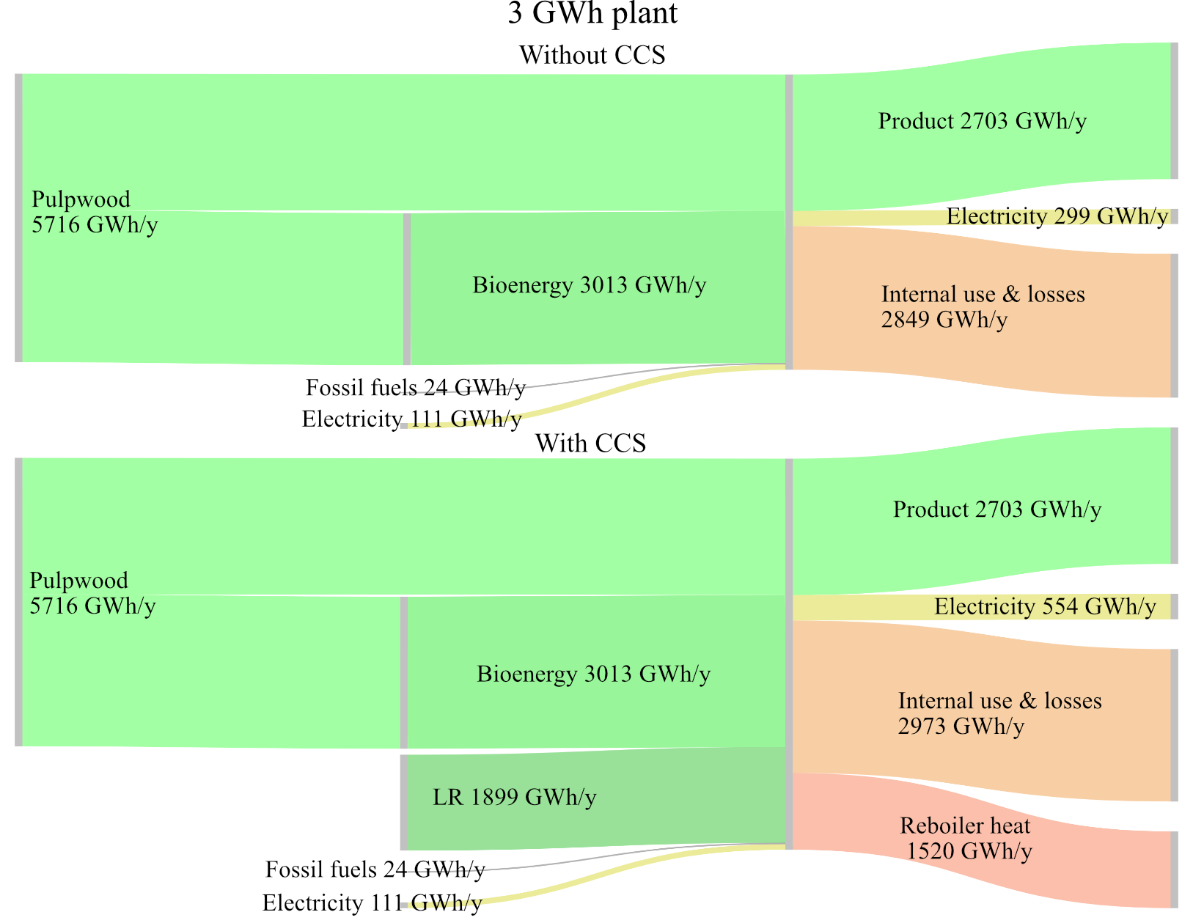 3 GWh plant
Without CCS
Product 2703 GWh/y
Pulpwood
5716 GWh/y
Electricity 299 GWh/y
Bioenergy 3013 GWh/y
Internal use & losses
2849 GWh/y
Fossil fuels 24 GWh/y
Electricity 111 GWh/y
With CCS
Product 2703 GWh/y
Pulpwood
5716 GWh/y
Electricity 554 GWh/y
Bioenergy 3013 GWh/y
Internal use & losses
2973 GWh/y
LR 1899 GWh/y
Reboiler heat
1520 GWh/y
Fossil fuels 24 GWh/y
Electricity 111 GWh/y